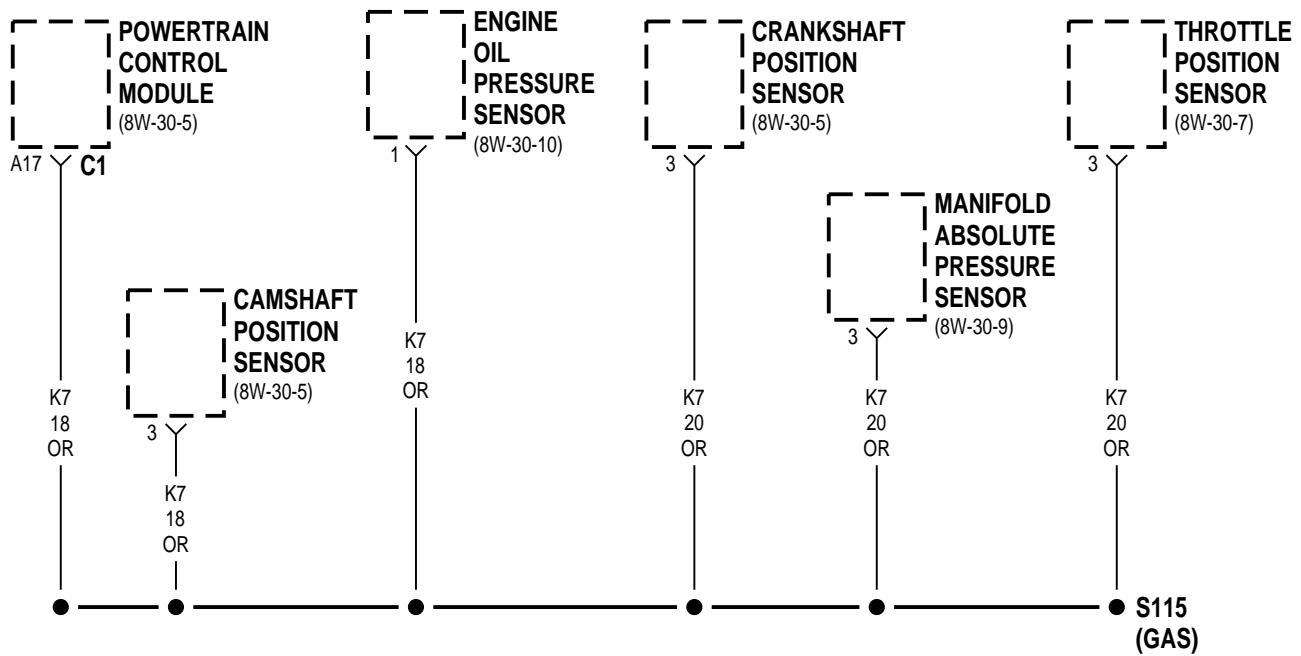 POWERTRAIN
CONTROL
MODULE
(8W-30-5)
A17
C1
K7
18
OR
CAMSHAFT
POSITION
SENSOR
(8W-30-5)
3
K7
18
OR
ENGINE
OIL
PRESSURE
SENSOR
(8W-30-10)
1
K7
18
OR
CRANKSHAFT
POSITION
SENSOR
(8W-30-5)
3
K7
20
OR
MANIFOLD
ABSOLUTE
PRESSURE
SENSOR
(8W-30-9)
3
K7
20
OR
THROTTLE
POSITION
SENSOR
(8W-30-7)
3
K7
20
OR
S115
(GAS)